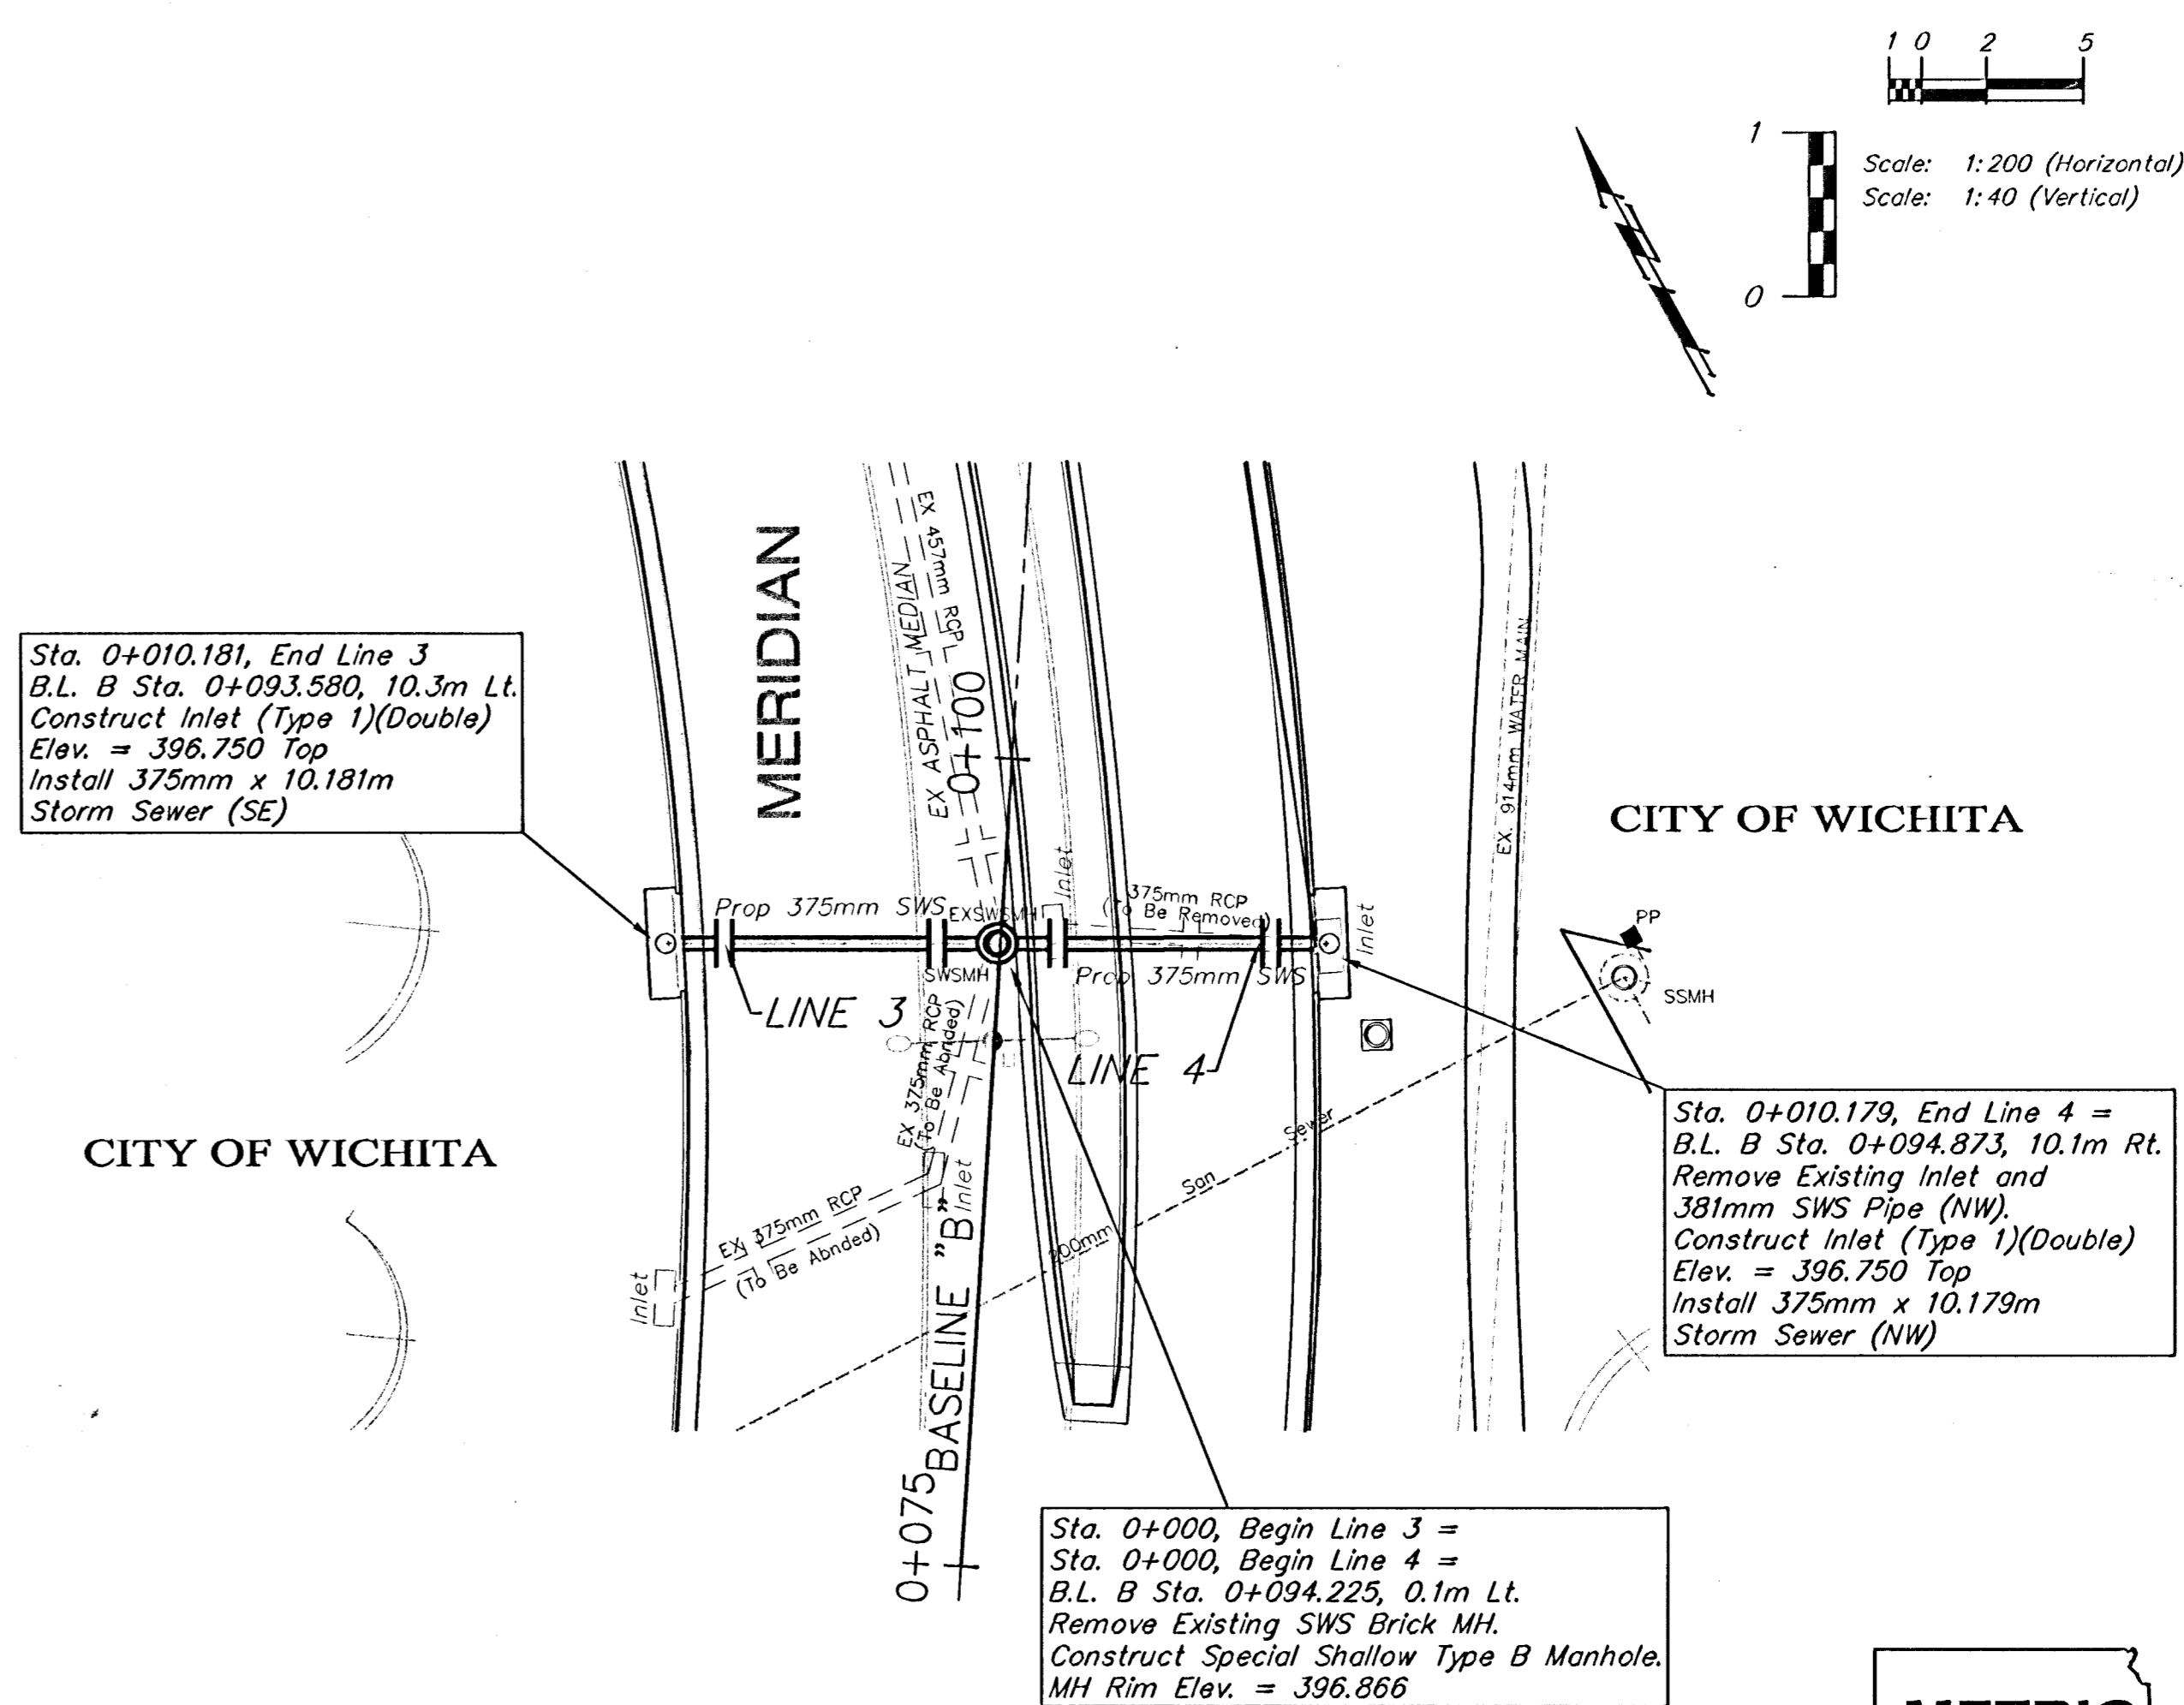 1 0 2 5
1
0
Scale: 1:200 (Horizontal)
Scale: 1:40 (Vertical)
MERIDIAN
EX ASPHALT MEDIAN
EX 457mm RCP
0+100
EX. 914mm WATER MAIN
Sta. 0+010.181, End Line 3
B.L. B Sta. 0+093.580, 10.3m Lt.
Construct Inlet (Type 1)(Double)
Elev. = 396.750 Top
Install 375mm x 10.181m
Storm Sewer (SE)
CITY OF WICHITA
Prop 375mm SWS
EXSWSMH
Inlet
375mm RCP
(To Be Removed)
Inlet
PP
SSMH
SWSMH
Prop 375mm SWS
LINE 3
LINE 4
EX 375mm RCP
(To Be Abnded)
Inlet
CITY OF WICHITA
EX 375mm RCP
(To Be Abnded)
Inlet
200mm San Sewer
BASELINE "B"
0+075
Sta. 0+010.179, End Line 4 =
B.L. B Sta. 0+094.873, 10.1m Rt.
Remove Existing Inlet and
381mm SWS Pipe (NW).
Construct Inlet (Type 1)(Double)
Elev. = 396.750 Top
Install 375mm x 10.179m
Storm Sewer (NW)
Sta. 0+000, Begin Line 3 =
Sta. 0+000, Begin Line 4 =
B.L. B Sta. 0+094.225, 0.1m Lt.
Remove Existing SWS Brick MH.
Construct Special Shallow Type B Manhole.
MH Rim Elev. = 396.866